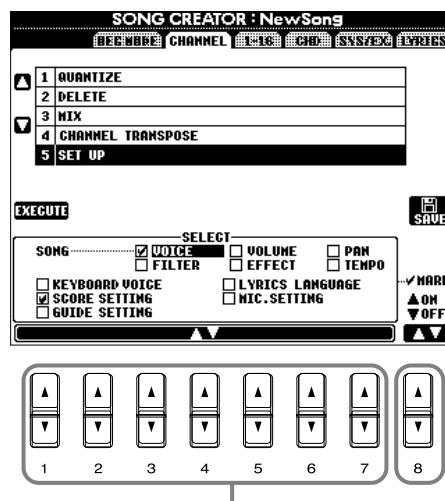 SONG CREATOR : NewSong
REC MODE CHANNEL 1-16 CHD SYS/EX. LYRICS
1 QUANTIZE
2 DELETE
3 MIX
4 CHANNEL TRANSPOSE
5 SET UP
EXECUTE
SAVE
SELECT
SONG VOICE VOLUME PAN
FILTER EFFECT TEMPO
KEYBOARD VOICE LYRICS LANGUAGE
SCORE SETTING MIC.SETTING
GUIDE SETTING
MARK
ON
OFF
1 2 3 4 5 6 7 8